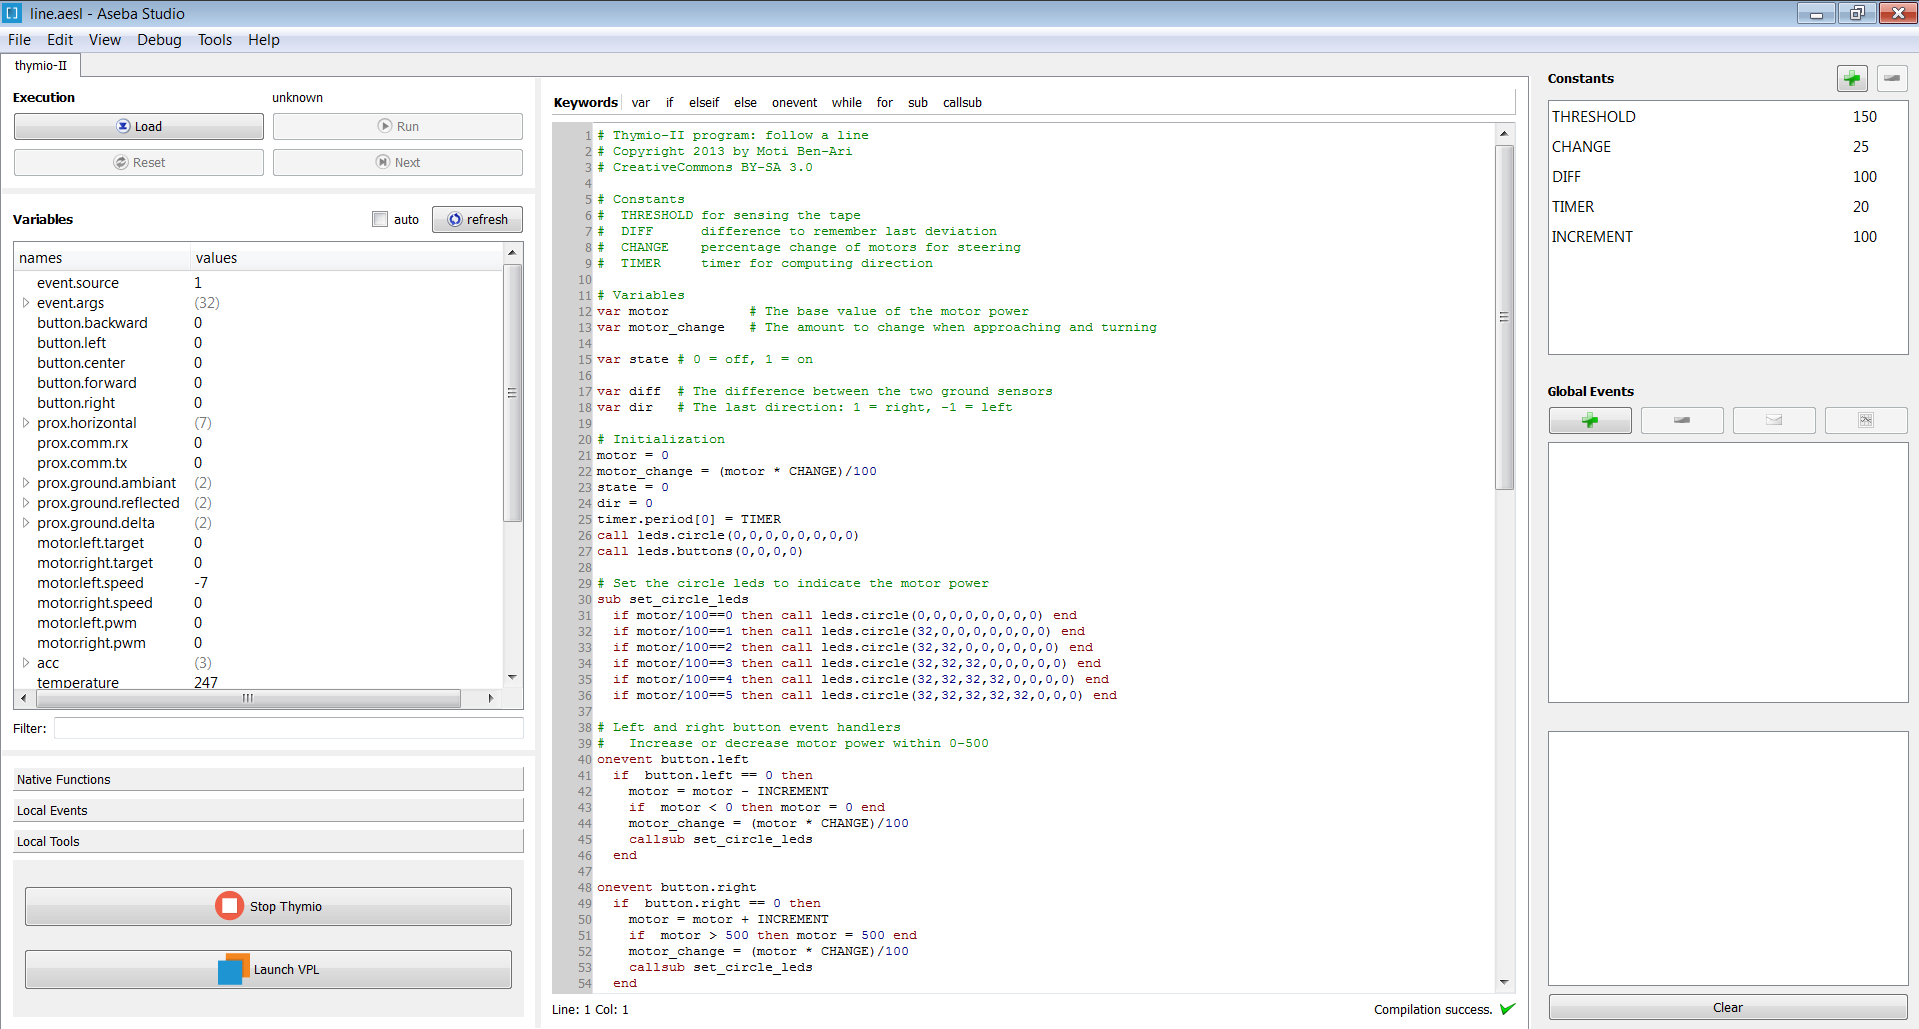 line.aesl - Aseba Studio
File Edit View Debug Tools Help
thymio-II
Execution unknown
Load Run
Reset Next
Variables auto refresh
names values
event.source 1
event.args (32)
button.backward 0
button.left 0
button.center 0
button.forward 0
button.right 0
prox.horizontal (7)
prox.comm.rx 0
prox.comm.tx 0
prox.ground.ambiant (2)
prox.ground.reflected (2)
prox.ground.delta (2)
motor.left.target 0
motor.right.target 0
motor.left.speed -7
motor.right.speed 0
motor.left.pwm 0
motor.right.pwm 0
acc (3)
temperature 247
Filter:
Native Functions
Local Events
Local Tools
Stop Thymio
Launch VPL
Keywords var if elseif else onevent while for sub callsub
1 # Thymio-II program: follow a line
2 # Copyright 2013 by Moti Ben-Ari
3 # CreativeCommons BY-SA 3.0
4
5 # Constants
6 #  THRESHOLD for sensing the tape
7 #  DIFF      difference to remember last deviation
8 #  CHANGE    percentage change of motors for steering
9 #  TIMER     timer for computing direction
10
11 # Variables
12 var motor          # The base value of the motor power
13 var motor_change   # The amount to change when approaching and turning
14
15 var state # 0 = off, 1 = on
16
17 var diff  # The difference between the two ground sensors
18 var dir   # The last direction: 1 = right, -1 = left
19
20 # Initialization
21 motor = 0
22 motor_change = (motor * CHANGE)/100
23 state = 0
24 dir = 0
25 timer.period[0] = TIMER
26 call leds.circle(0,0,0,0,0,0,0,0)
27 call leds.buttons(0,0,0,0)
28
29 # Set the circle leds to indicate the motor power
30 sub set_circle_leds
31   if motor/100==0 then call leds.circle(0,0,0,0,0,0,0,0) end
32   if motor/100==1 then call leds.circle(32,0,0,0,0,0,0,0) end
33   if motor/100==2 then call leds.circle(32,32,0,0,0,0,0,0) end
34   if motor/100==3 then call leds.circle(32,32,32,0,0,0,0,0) end
35   if motor/100==4 then call leds.circle(32,32,32,32,0,0,0,0) end
36   if motor/100==5 then call leds.circle(32,32,32,32,32,0,0,0) end
37
38 # Left and right button event handlers
39 #   Increase or decrease motor power within 0-500
40 onevent button.left
41   if  button.left == 0 then
42     motor = motor - INCREMENT
43     if  motor < 0 then motor = 0 end
44     motor_change = (motor * CHANGE)/100
45     callsub set_circle_leds
46   end
47
48 onevent button.right
49   if  button.right == 0 then
50     motor = motor + INCREMENT
51     if  motor > 500 then motor = 500 end
52     motor_change = (motor * CHANGE)/100
53     callsub set_circle_leds
54   end
Line: 1 Col: 1 Compilation success.
Constants
THRESHOLD 150
CHANGE 25
DIFF 100
TIMER 20
INCREMENT 100
Global Events
Clear